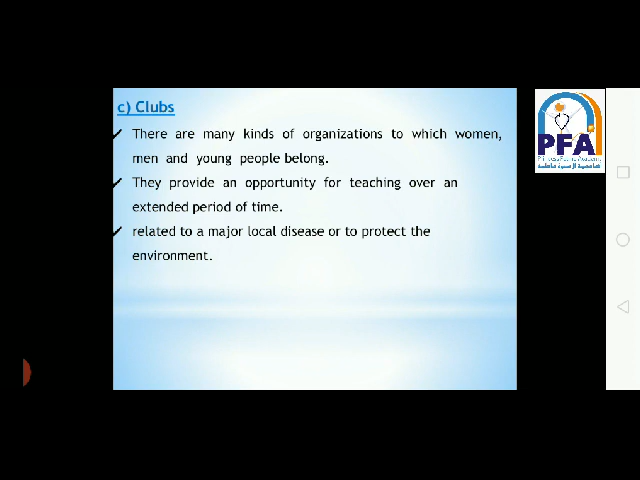 c) Clubs
There are many kinds of organizations to which women,
men and young people belong.
They provide an opportunity for teaching over an
extended period of time.
related to a major local disease or to protect the
environment.
PFA